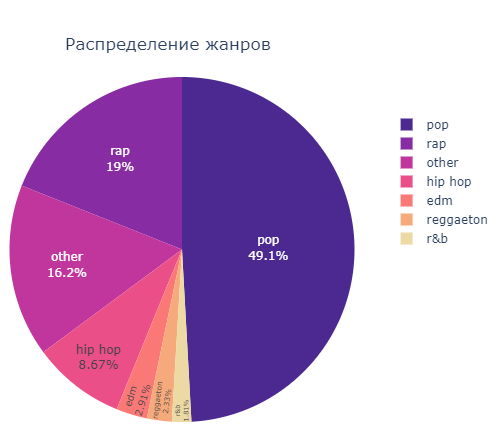 Распределение жанров
pop
49.1%
rap
19%
other
16.2%
hip hop
8.67%
edm
2.91%
reggaeton
2.33%
r&b
1.81%
pop
rap
other
hip hop
edm
reggaeton
r&b